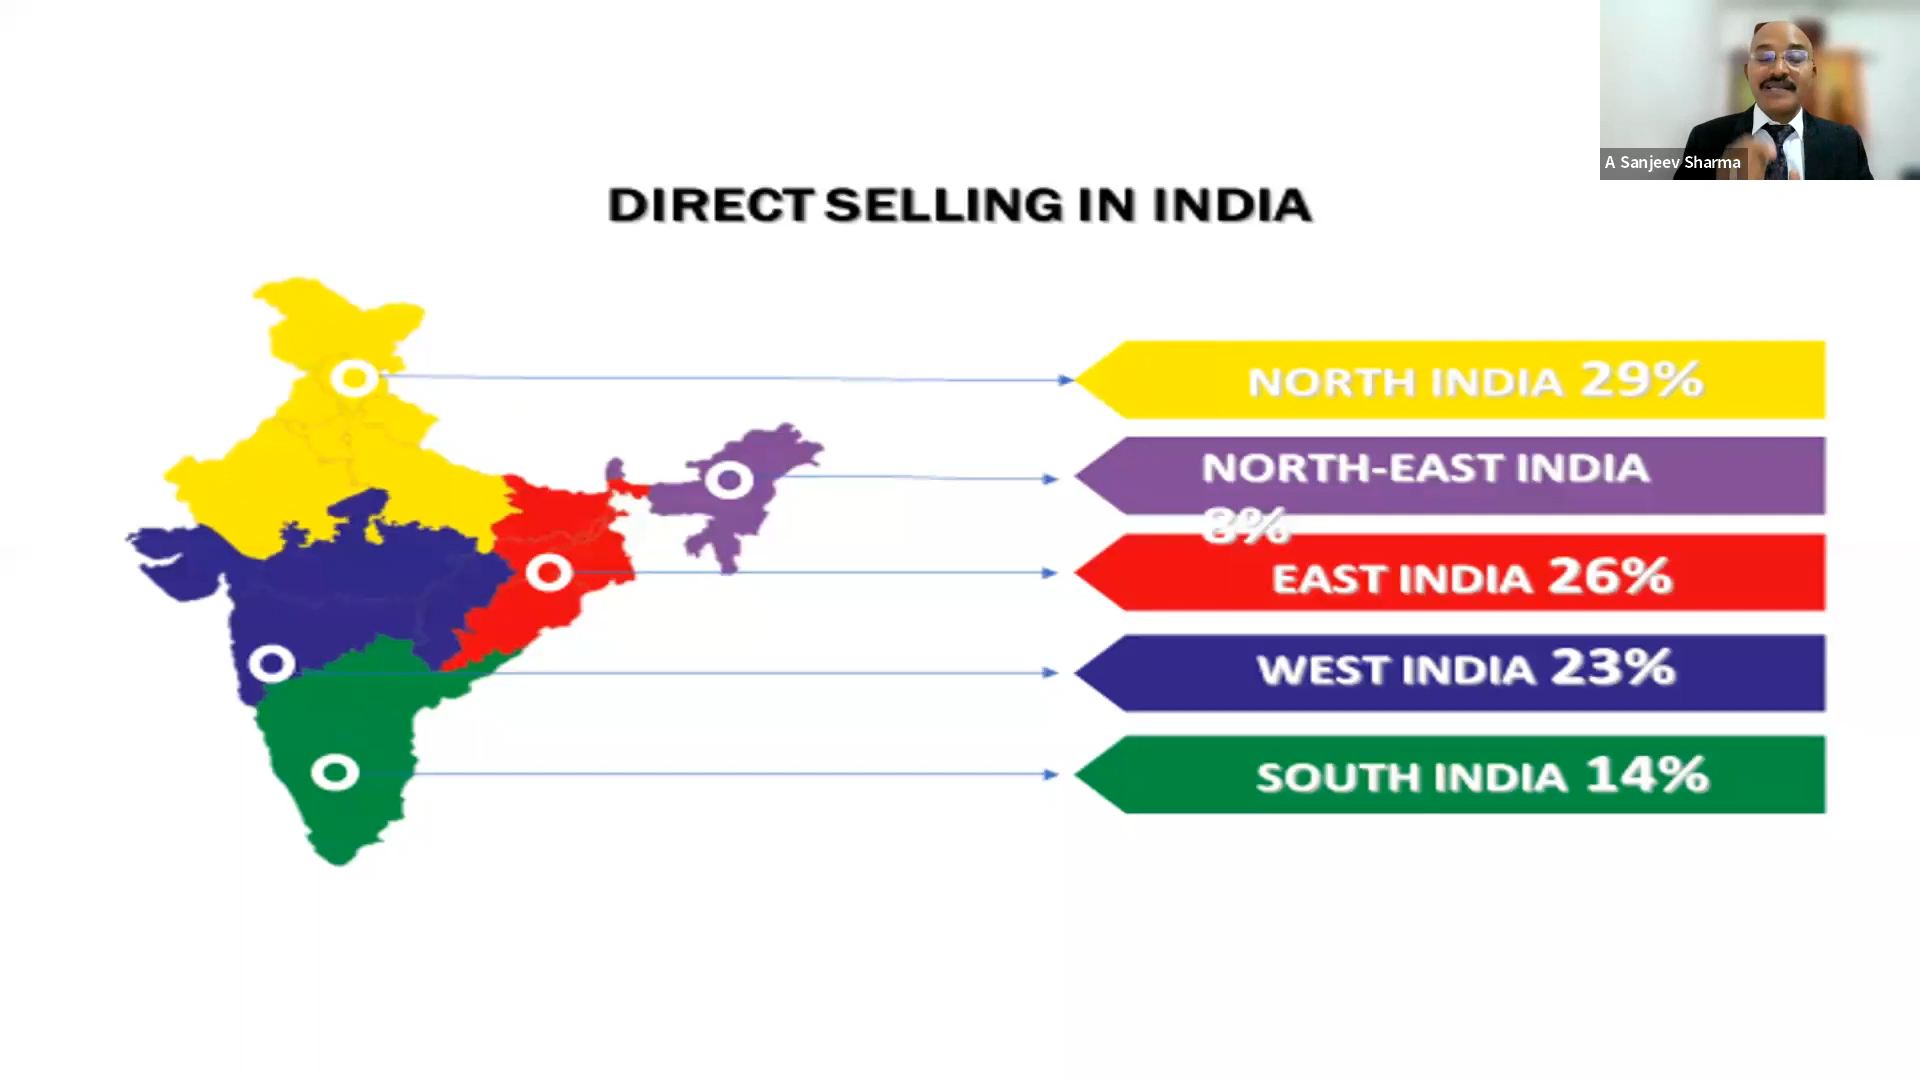 A Sanjeev Sharma
DIRECT SELLING IN INDIA
NORTH INDIA 29%
NORTH-EAST INDIA
8%
EAST INDIA 26%
WEST INDIA 23%
SOUTH INDIA 14%